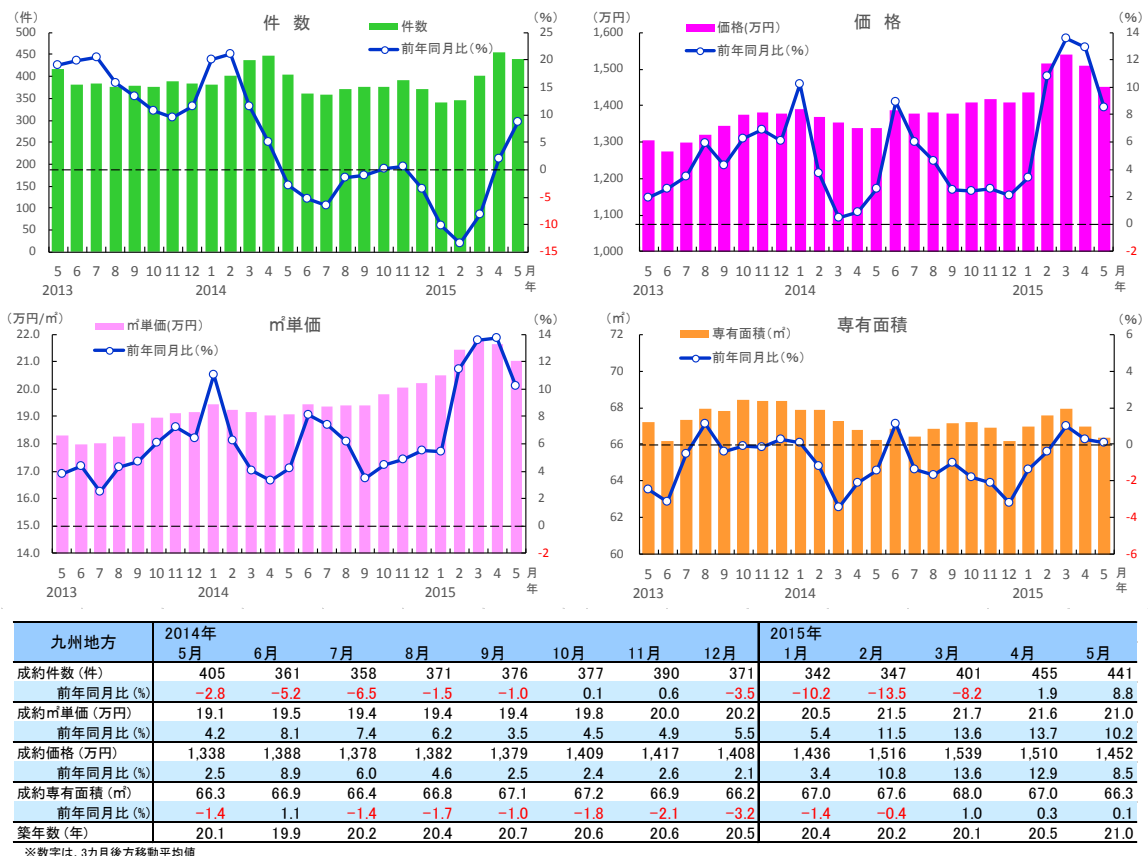 （件） 件 数 （%）
件数
前年同月比（%）
500 450 400 350 300 250 200 150 100 50 0
25 20 15 10 5 0 -5 -10 -15
5 6 7 8 9 10 11 12 1 2 3 4 5 6 7 8 9 10 11 12 1 2 3 4 5 月
2013 2014 2015 年
（万円） 価 格 （%）
価格(万円)
前年同月比（%）
1,600 1,500 1,400 1,300 1,200 1,100 1,000
14 12 10 8 6 4 2 0 -2
5 6 7 8 9 10 11 12 1 2 3 4 5 6 7 8 9 10 11 12 1 2 3 4 5 月
2013 2014 2015 年
（万円/㎡） ㎡単価 （%）
㎡単価(万円)
前年同月比（%）
22.0 21.0 20.0 19.0 18.0 17.0 16.0 15.0 14.0
14 12 10 8 6 4 2 0 -2
5 6 7 8 9 10 11 12 1 2 3 4 5 6 7 8 9 10 11 12 1 2 3 4 5 月
2013 2014 2015 年
（㎡） 専有面積 （%）
専有面積(㎡)
前年同月比（%）
72 70 68 66 64 62 60
6 4 2 0 -2 -4 -6
5 6 7 8 9 10 11 12 1 2 3 4 5 6 7 8 9 10 11 12 1 2 3 4 5 月
2013 2014 2015 年
九州地方 2014年 2015年
5月 6月 7月 8月 9月 10月 11月 12月 1月 2月 3月 4月 5月
成約件数（件） 405 361 358 371 376 377 390 371 342 347 401 455 441
前年同月比（%） −2.8 −5.2 −6.5 −1.5 −1.0 0.1 0.6 −3.5 −10.2 −13.5 −8.2 1.9 8.8
成約㎡単価（万円） 19.1 19.5 19.4 19.4 19.4 19.8 20.0 20.2 20.5 21.5 21.7 21.6 21.0
前年同月比（%） 4.2 8.1 7.4 6.2 3.5 4.5 4.9 5.5 5.4 11.5 13.6 13.7 10.2
成約価格（万円） 1,338 1,388 1,378 1,382 1,379 1,409 1,417 1,408 1,436 1,516 1,539 1,510 1,452
前年同月比（%） 2.5 8.9 6.0 4.6 2.5 2.4 2.6 2.1 3.4 10.8 13.6 12.9 8.5
成約専有面積（㎡） 66.3 66.9 66.4 66.8 67.1 67.2 66.9 66.2 67.0 67.6 68.0 67.0 66.3
前年同月比（%） −1.4 1.1 −1.4 −1.7 −1.0 −1.8 −2.1 −3.2 −1.4 −0.4 1.0 0.3 0.1
築年数（年） 20.1 19.9 20.2 20.4 20.7 20.6 20.6 20.5 20.4 20.2 20.1 20.5 21.0
※数字は、3カ月後方移動平均値